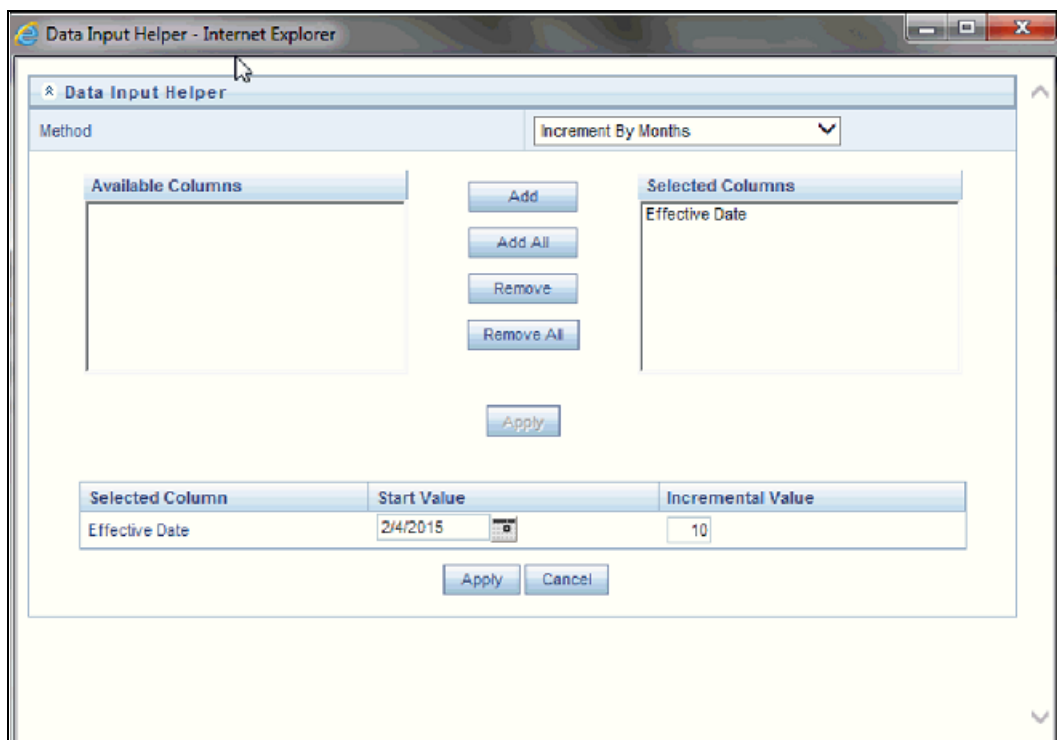 Data Input Helper - Internet Explorer
Data Input Helper
Method Increment By Months
Available Columns Add Selected Columns
Effective Date
Add All
Remove
Remove All
Apply
Selected Column Start Value Incremental Value
Effective Date 2/4/2015 10
Apply Cancel